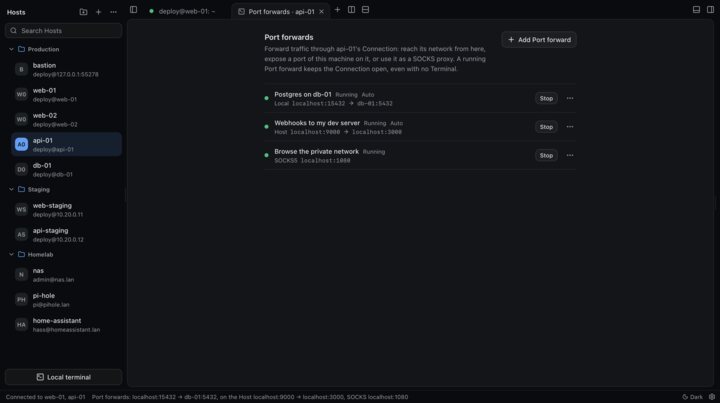 Hosts
Search Hosts
Production
B
bastion
deploy@127.0.0.1:55278
W0
web-01
deploy@web-01
W0
web-02
deploy@web-02
A0
api-01
deploy@api-01
D0
db-01
deploy@db-01
Staging
WS
web-staging
deploy@10.20.0.11
AS
api-staging
deploy@10.20.0.12
Homelab
N
nas
admin@nas.lan
PH
pi-hole
pi@pihole.lan
HA
home-assistant
hass@homeassistant.lan
Local terminal
deploy@web-01: ~
Port forwards · api-01
Port forwards
Forward traffic through api-01's Connection: reach its network from here,
expose a port of this machine on it, or use it as a SOCKS proxy. A running
Port forward keeps the Connection open, even with no Terminal.
Add Port forward
Postgres on db-01 Running Auto
Local localhost:15432 → db-01:5432
Stop
Webhooks to my dev server Running Auto
Host localhost:9000 → localhost:3000
Stop
Browse the private network Running
SOCKS5 localhost:1080
Stop
Connected to web-01, api-01 Port forwards: localhost:15432 → db-01:5432, on the Host localhost:9000 → localhost:3000, SOCKS localhost:1080
Dark